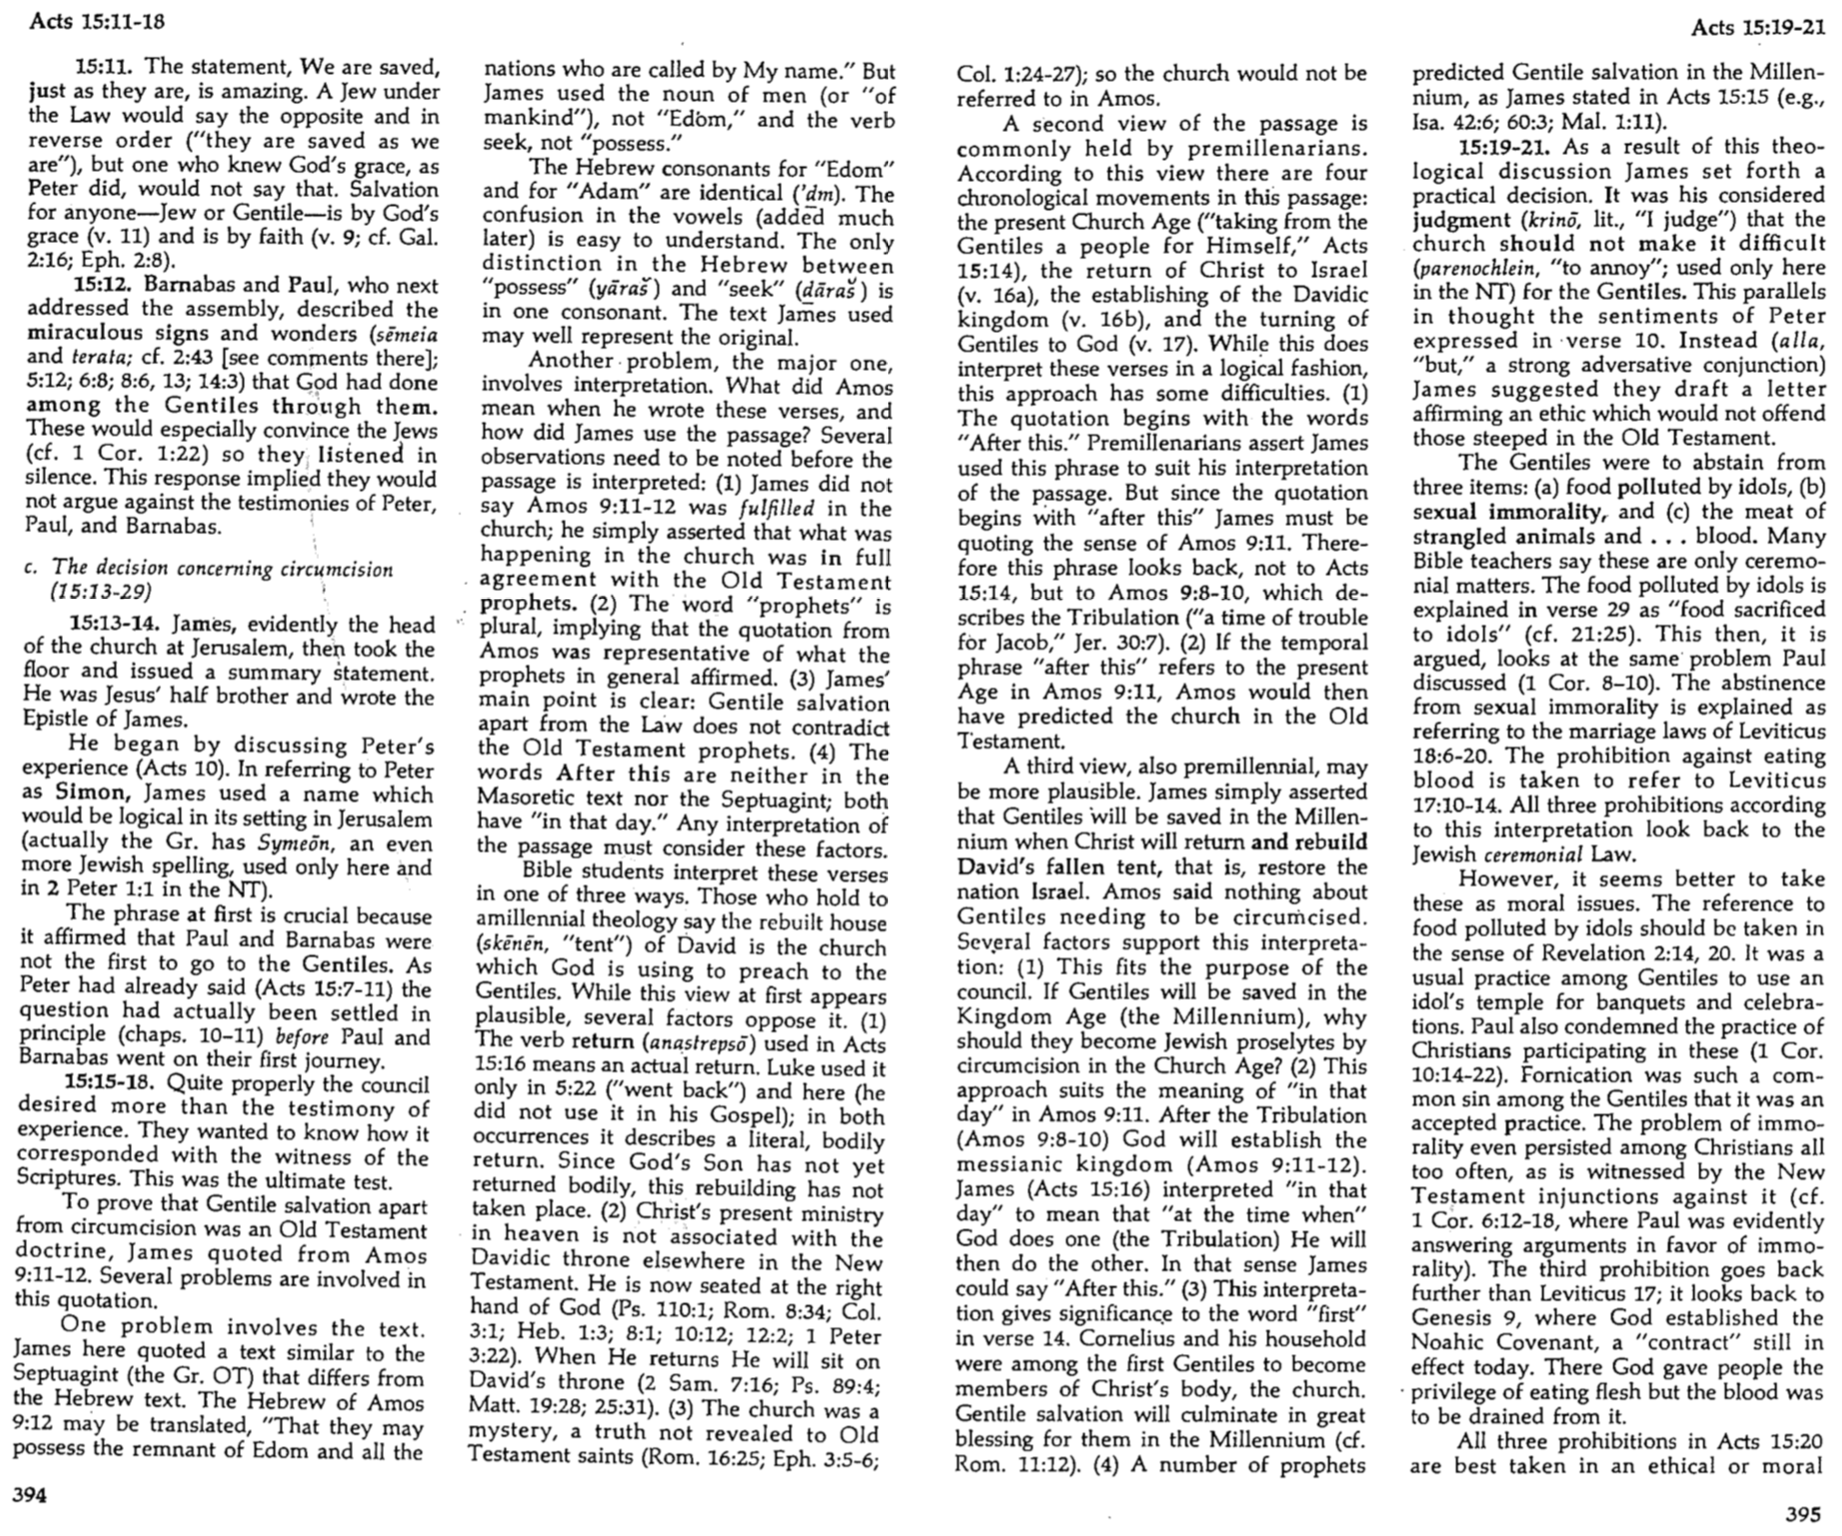 Acts 15:11-18
15:11. The statement, We are saved,
just as they are, is amazing. A Jew under
the Law would say the opposite and in
reverse order ("they are saved as we
are"), but one who knew God's grace, as
Peter did, would not say that. Salvation
for anyone—Jew or Gentile—is by God's
grace (v. 11) and is by faith (v. 9; cf. Gal.
2:16; Eph. 2:8).
15:12. Barnabas and Paul, who next
addressed the assembly, described the
miraculous signs and wonders (sēmeia
and terata; cf. 2:43 [see comments there];
5:12; 6:8; 8:6, 13; 14:3) that God had done
among the Gentiles through them.
These would especially convince the Jews
(cf. 1 Cor. 1:22) so they listened in
silence. This response implied they would
not argue against the testimonies of Peter,
Paul, and Barnabas.
c. The decision concerning circumcision
(15:13-29)
15:13-14. James, evidently the head
of the church at Jerusalem, then took the
floor and issued a summary statement.
He was Jesus' half brother and wrote the
Epistle of James.
He began by discussing Peter's
experience (Acts 10). In referring to Peter
as Simon, James used a name which
would be logical in its setting in Jerusalem
(actually the Gr. has Symeōn, an even
more Jewish spelling, used only here and
in 2 Peter 1:1 in the NT).
The phrase at first is crucial because
it affirmed that Paul and Barnabas were
not the first to go to the Gentiles. As
Peter had already said (Acts 15:7-11) the
question had actually been settled in
principle (chaps. 10–11) before Paul and
Barnabas went on their first journey.
15:15-18. Quite properly the council
desired more than the testimony of
experience. They wanted to know how it
corresponded with the witness of the
Scriptures. This was the ultimate test.
To prove that Gentile salvation apart
from circumcision was an Old Testament
doctrine, James quoted from Amos
9:11-12. Several problems are involved in
this quotation.
One problem involves the text.
James here quoted a text similar to the
Septuagint (the Gr. OT) that differs from
the Hebrew text. The Hebrew of Amos
9:12 may be translated, "That they may
possess the remnant of Edom and all the
394
nations who are called by My name." But
James used the noun of men (or "of
mankind"), not "Edom," and the verb
seek, not "possess."
The Hebrew consonants for "Edom"
and for "Adam" are identical ('dm). The
confusion in the vowels (added much
later) is easy to understand. The only
distinction in the Hebrew between
"possess" (yāraš) and "seek" (ḏāraš) is
in one consonant. The text James used
may well represent the original.
Another problem, the major one,
involves interpretation. What did Amos
mean when he wrote these verses, and
how did James use the passage? Several
observations need to be noted before the
passage is interpreted: (1) James did not
say Amos 9:11-12 was fulfilled in the
church; he simply asserted that what was
happening in the church was in full
agreement with the Old Testament
prophets. (2) The word "prophets" is
plural, implying that the quotation from
Amos was representative of what the
prophets in general affirmed. (3) James'
main point is clear: Gentile salvation
apart from the Law does not contradict
the Old Testament prophets. (4) The
words After this are neither in the
Masoretic text nor the Septuagint; both
have "in that day." Any interpretation of
the passage must consider these factors.
Bible students interpret these verses
in one of three ways. Those who hold to
amillennial theology say the rebuilt house
(skēnēn, "tent") of David is the church
which God is using to preach to the
Gentiles. While this view at first appears
plausible, several factors oppose it. (1)
The verb return (anastrepsō) used in Acts
15:16 means an actual return. Luke used it
only in 5:22 ("went back") and here (he
did not use it in his Gospel); in both
occurrences it describes a literal, bodily
return. Since God's Son has not yet
returned bodily, this rebuilding has not
taken place. (2) Christ's present ministry
in heaven is not associated with the
Davidic throne elsewhere in the New
Testament. He is now seated at the right
hand of God (Ps. 110:1; Rom. 8:34; Col.
3:1; Heb. 1:3; 8:1; 10:12; 12:2; 1 Peter
3:22). When He returns He will sit on
David's throne (2 Sam. 7:16; Ps. 89:4;
Matt. 19:28; 25:31). (3) The church was a
mystery, a truth not revealed to Old
Testament saints (Rom. 16:25; Eph. 3:5-6;
Acts 15:19-21
Col. 1:24-27); so the church would not be
referred to in Amos.
A second view of the passage is
commonly held by premillenarians.
According to this view there are four
chronological movements in this passage:
the present Church Age ("taking from the
Gentiles a people for Himself," Acts
15:14), the return of Christ to Israel
(v. 16a), the establishing of the Davidic
kingdom (v. 16b), and the turning of
Gentiles to God (v. 17). While this does
interpret these verses in a logical fashion,
this approach has some difficulties. (1)
The quotation begins with the words
"After this." Premillenarians assert James
used this phrase to suit his interpretation
of the passage. But since the quotation
begins with "after this" James must be
quoting the sense of Amos 9:11. There-
fore this phrase looks back, not to Acts
15:14, but to Amos 9:8-10, which de-
scribes the Tribulation ("a time of trouble
for Jacob," Jer. 30:7). (2) If the temporal
phrase "after this" refers to the present
Age in Amos 9:11, Amos would then
have predicted the church in the Old
Testament.
A third view, also premillennial, may
be more plausible. James simply asserted
that Gentiles will be saved in the Millen-
nium when Christ will return and rebuild
David's fallen tent, that is, restore the
nation Israel. Amos said nothing about
Gentiles needing to be circumcised.
Several factors support this interpreta-
tion: (1) This fits the purpose of the
council. If Gentiles will be saved in the
Kingdom Age (the Millennium), why
should they become Jewish proselytes by
circumcision in the Church Age? (2) This
approach suits the meaning of "in that
day" in Amos 9:11. After the Tribulation
(Amos 9:8-10) God will establish the
messianic kingdom (Amos 9:11-12).
James (Acts 15:16) interpreted "in that
day" to mean that "at the time when"
God does one (the Tribulation) He will
then do the other. In that sense James
could say "After this." (3) This interpreta-
tion gives significance to the word "first"
in verse 14. Cornelius and his household
were among the first Gentiles to become
members of Christ's body, the church.
Gentile salvation will culminate in great
blessing for them in the Millennium (cf.
Rom. 11:12). (4) A number of prophets
predicted Gentile salvation in the Millen-
nium, as James stated in Acts 15:15 (e.g.,
Isa. 42:6; 60:3; Mal. 1:11).
15:19-21. As a result of this theo-
logical discussion James set forth a
practical decision. It was his considered
judgment (krinō, lit., "I judge") that the
church should not make it difficult
(parenochlein, "to annoy"; used only here
in the NT) for the Gentiles. This parallels
in thought the sentiments of Peter
expressed in verse 10. Instead (alla,
"but," a strong adversative conjunction)
James suggested they draft a letter
affirming an ethic which would not offend
those steeped in the Old Testament.
The Gentiles were to abstain from
three items: (a) food polluted by idols, (b)
sexual immorality, and (c) the meat of
strangled animals and . . . blood. Many
Bible teachers say these are only ceremo-
nial matters. The food polluted by idols is
explained in verse 29 as "food sacrificed
to idols" (cf. 21:25). This then, it is
argued, looks at the same problem Paul
discussed (1 Cor. 8–10). The abstinence
from sexual immorality is explained as
referring to the marriage laws of Leviticus
18:6-20. The prohibition against eating
blood is taken to refer to Leviticus
17:10-14. All three prohibitions according
to this interpretation look back to the
Jewish ceremonial Law.
However, it seems better to take
these as moral issues. The reference to
food polluted by idols should be taken in
the sense of Revelation 2:14, 20. It was a
usual practice among Gentiles to use an
idol's temple for banquets and celebra-
tions. Paul also condemned the practice of
Christians participating in these (1 Cor.
10:14-22). Fornication was such a com-
mon sin among the Gentiles that it was an
accepted practice. The problem of immo-
rality even persisted among Christians all
too often, as is witnessed by the New
Testament injunctions against it (cf.
1 Cor. 6:12-18, where Paul was evidently
answering arguments in favor of immo-
rality). The third prohibition goes back
further than Leviticus 17; it looks back to
Genesis 9, where God established the
Noahic Covenant, a "contract" still in
effect today. There God gave people the
privilege of eating flesh but the blood was
to be drained from it.
All three prohibitions in Acts 15:20
are best taken in an ethical or moral
395